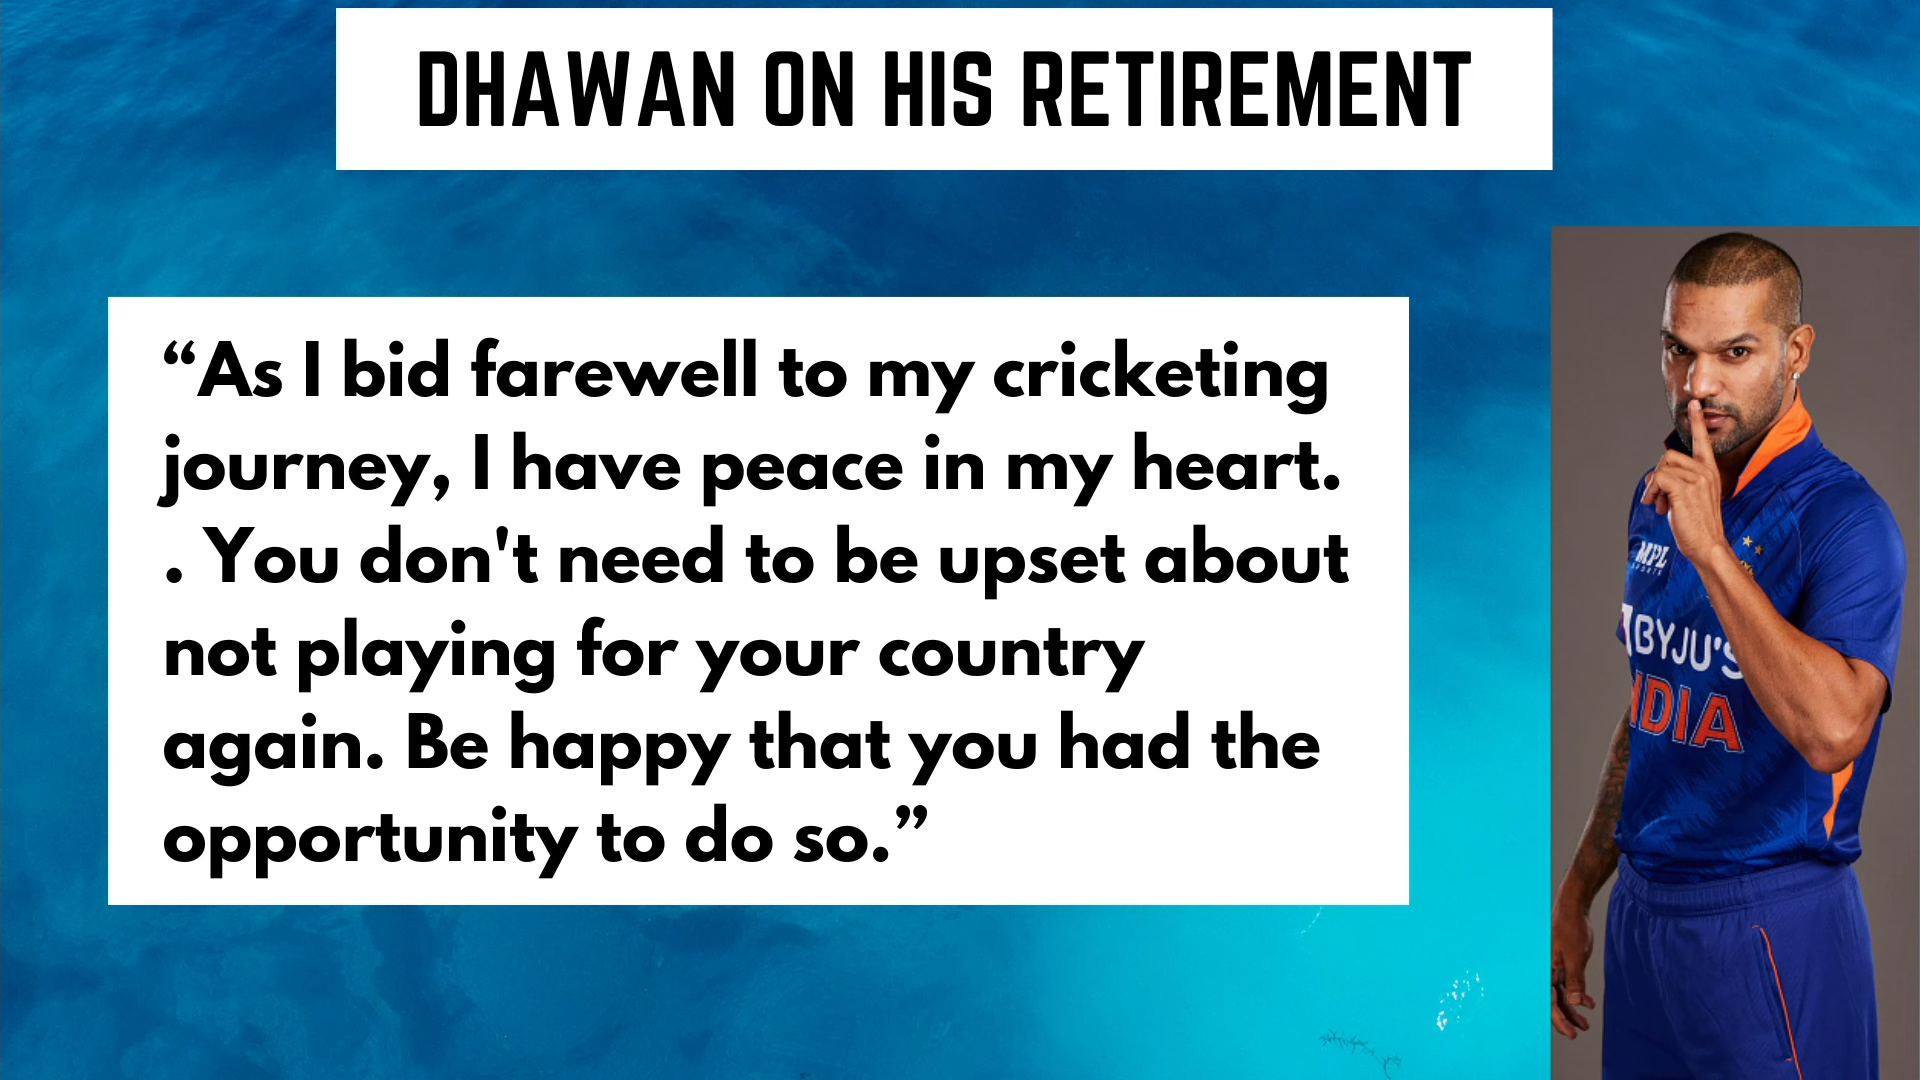 DHAWAN ON HIS RETIREMENT
“As I bid farewell to my cricketing
journey, I have peace in my heart.
. You don't need to be upset about
not playing for your country
again. Be happy that you had the
opportunity to do so.”
MPL
SPORTS
BYJU'S
NDIA